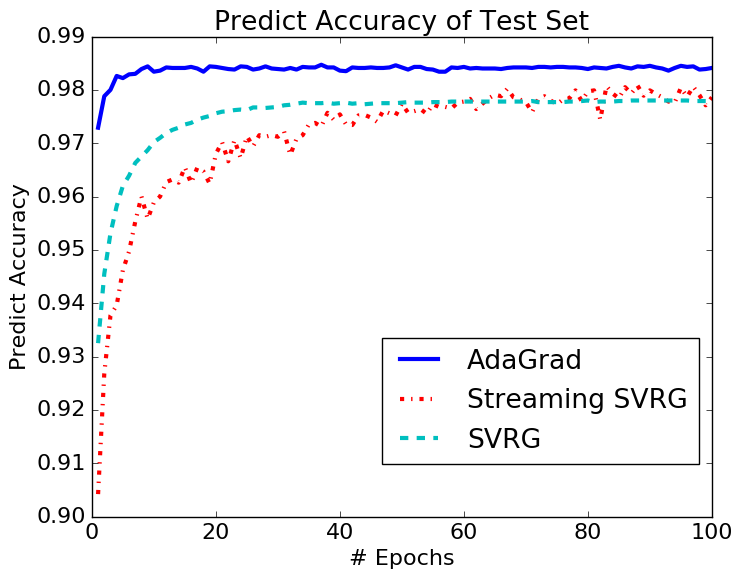 Predict Accuracy of Test Set
0.99
0.98
0.97
0.96
0.95
0.94
0.93
0.92
0.91
0.90
Predict Accuracy
AdaGrad
Streaming SVRG
SVRG
0 20 40 60 80 100
# Epochs